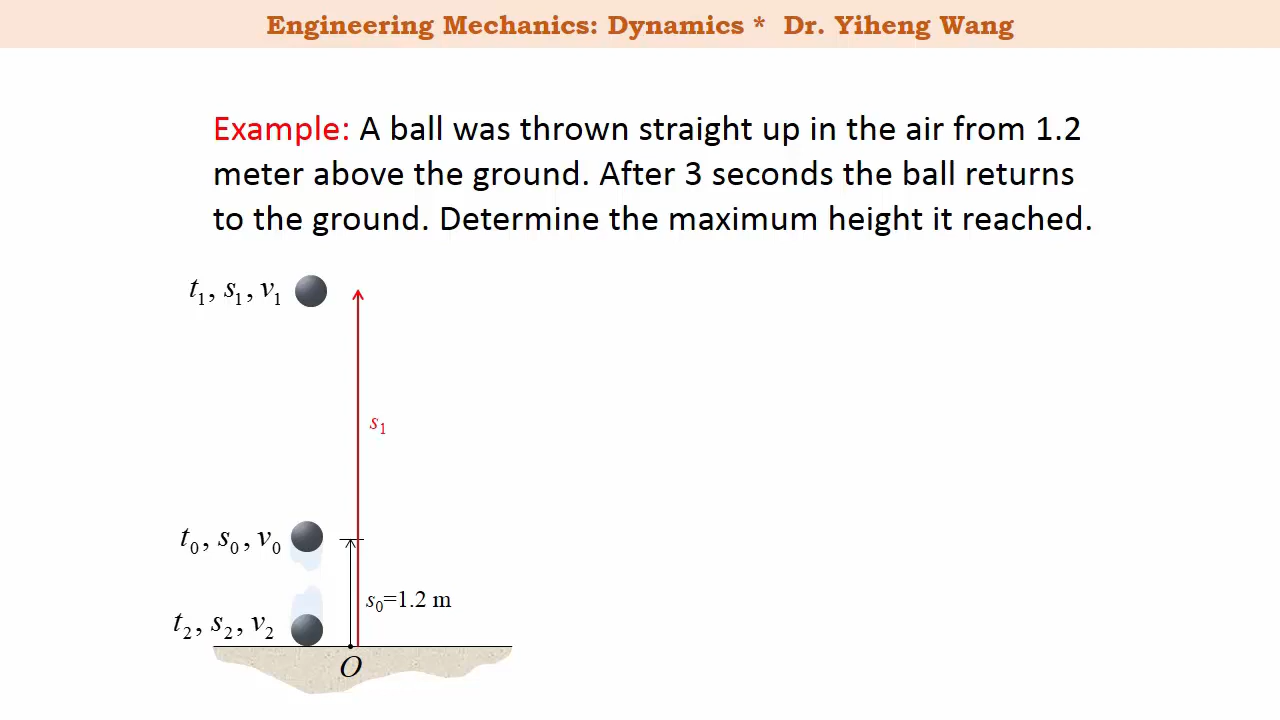 Engineering Mechanics: Dynamics * Dr. Yiheng Wang
Example: A ball was thrown straight up in the air from 1.2
meter above the ground. After 3 seconds the ball returns
to the ground. Determine the maximum height it reached.
t₁, s₁, v₁
s₁
t₀, s₀, v₀
s₀=1.2 m
t₂, s₂, v₂
O